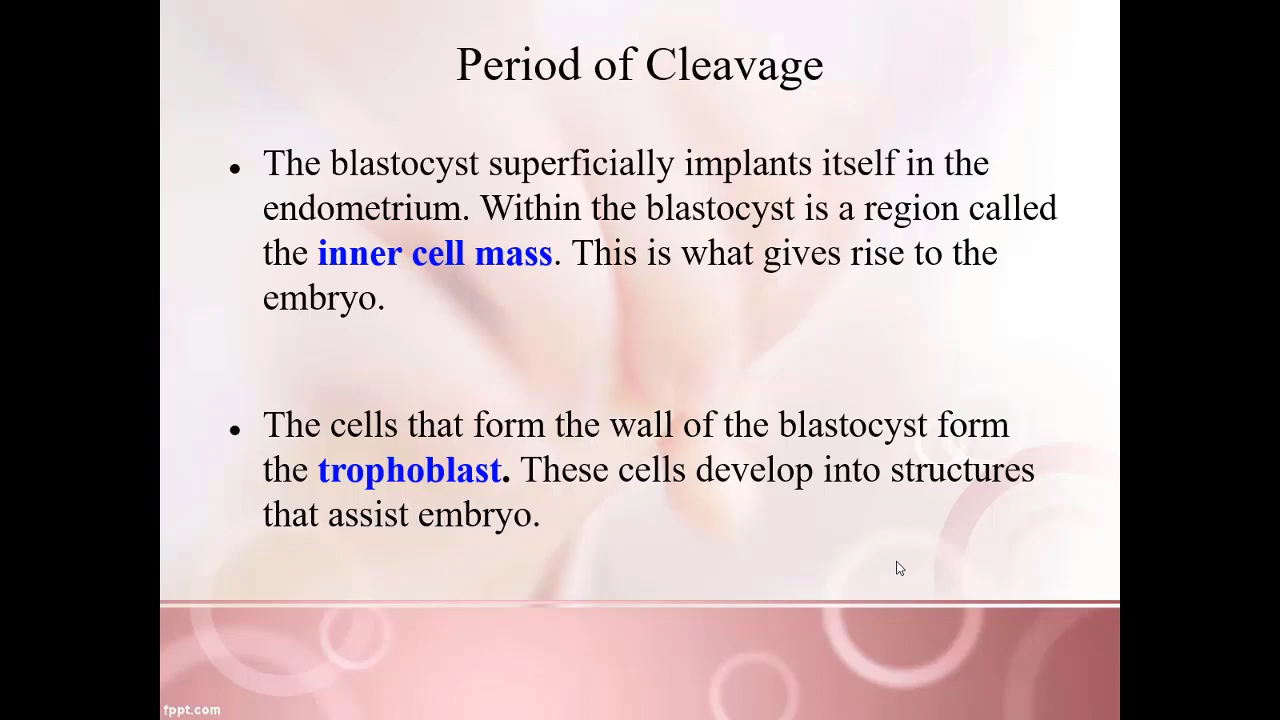 Period of Cleavage
• The blastocyst superficially implants itself in the
endometrium. Within the blastocyst is a region called
the inner cell mass. This is what gives rise to the
embryo.
• The cells that form the wall of the blastocyst form
the trophoblast. These cells develop into structures
that assist embryo.
fppt.com